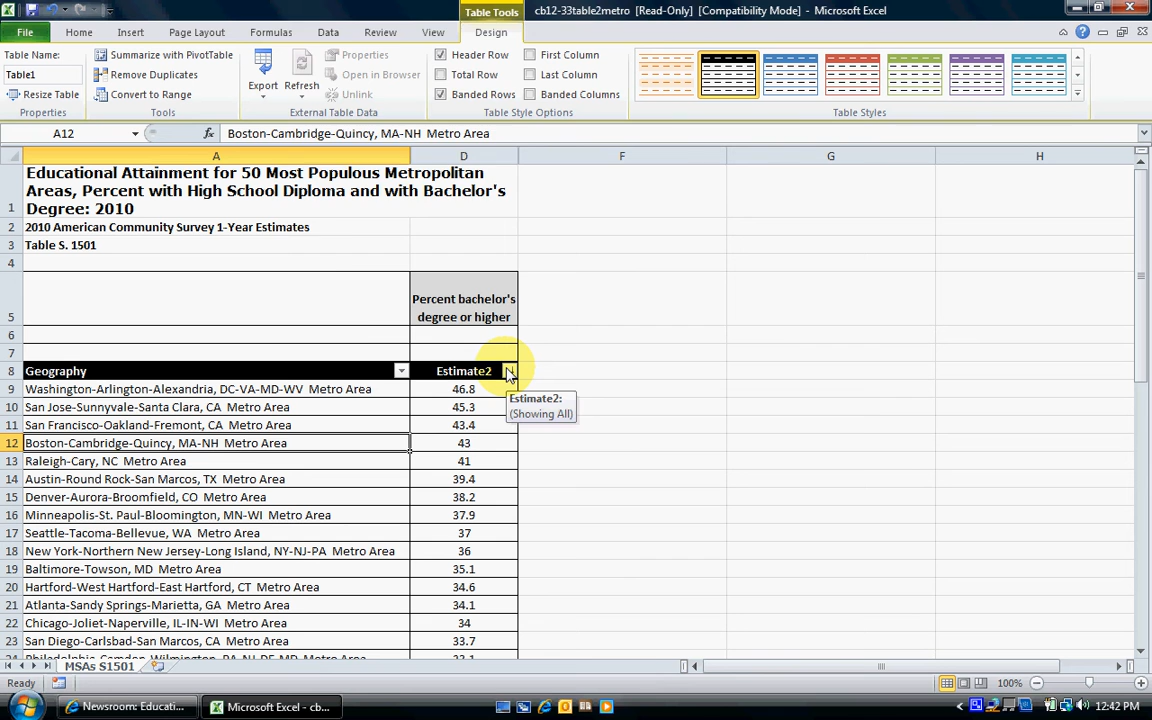 Table Tools
cb12-33table2metro [Read-Only] [Compatibility Mode] - Microsoft Excel
File Home Insert Page Layout Formulas Data Review View Design
Table Name:
Table1
Resize Table
Properties
Summarize with PivotTable
Remove Duplicates
Convert to Range
Tools
Export
Refresh
Properties
Open in Browser
Unlink
External Table Data
Header Row
Total Row
Banded Rows
First Column
Last Column
Banded Columns
Table Style Options
Table Styles
A12
fx
Boston-Cambridge-Quincy, MA-NH Metro Area
A D F G H
Educational Attainment for 50 Most Populous Metropolitan
Areas, Percent with High School Diploma and with Bachelor's
1 Degree: 2010
2 2010 American Community Survey 1-Year Estimates
3 Table S. 1501
4
Percent bachelor's
5 degree or higher
6
7
8 Geography Estimate2
9 Washington-Arlington-Alexandria, DC-VA-MD-WV Metro Area 46.8
10 San Jose-Sunnyvale-Santa Clara, CA Metro Area 45.3
11 San Francisco-Oakland-Fremont, CA Metro Area 43.4
12 Boston-Cambridge-Quincy, MA-NH Metro Area 43
13 Raleigh-Cary, NC Metro Area 41
14 Austin-Round Rock-San Marcos, TX Metro Area 39.4
15 Denver-Aurora-Broomfield, CO Metro Area 38.2
16 Minneapolis-St. Paul-Bloomington, MN-WI Metro Area 37.9
17 Seattle-Tacoma-Bellevue, WA Metro Area 37
18 New York-Northern New Jersey-Long Island, NY-NJ-PA Metro Area 36
19 Baltimore-Towson, MD Metro Area 35.1
20 Hartford-West Hartford-East Hartford, CT Metro Area 34.6
21 Atlanta-Sandy Springs-Marietta, GA Metro Area 34.1
22 Chicago-Joliet-Naperville, IL-IN-WI Metro Area 34
23 San Diego-Carlsbad-San Marcos, CA Metro Area 33.7
24 Philadelphia-Camden-Wilmington, PA-NJ-DE-MD Metro Area 33.1
Estimate2:
(Showing All)
MSAs S1501
Ready
100%
Newsroom: Educati...
Microsoft Excel - cb...
12:42 PM